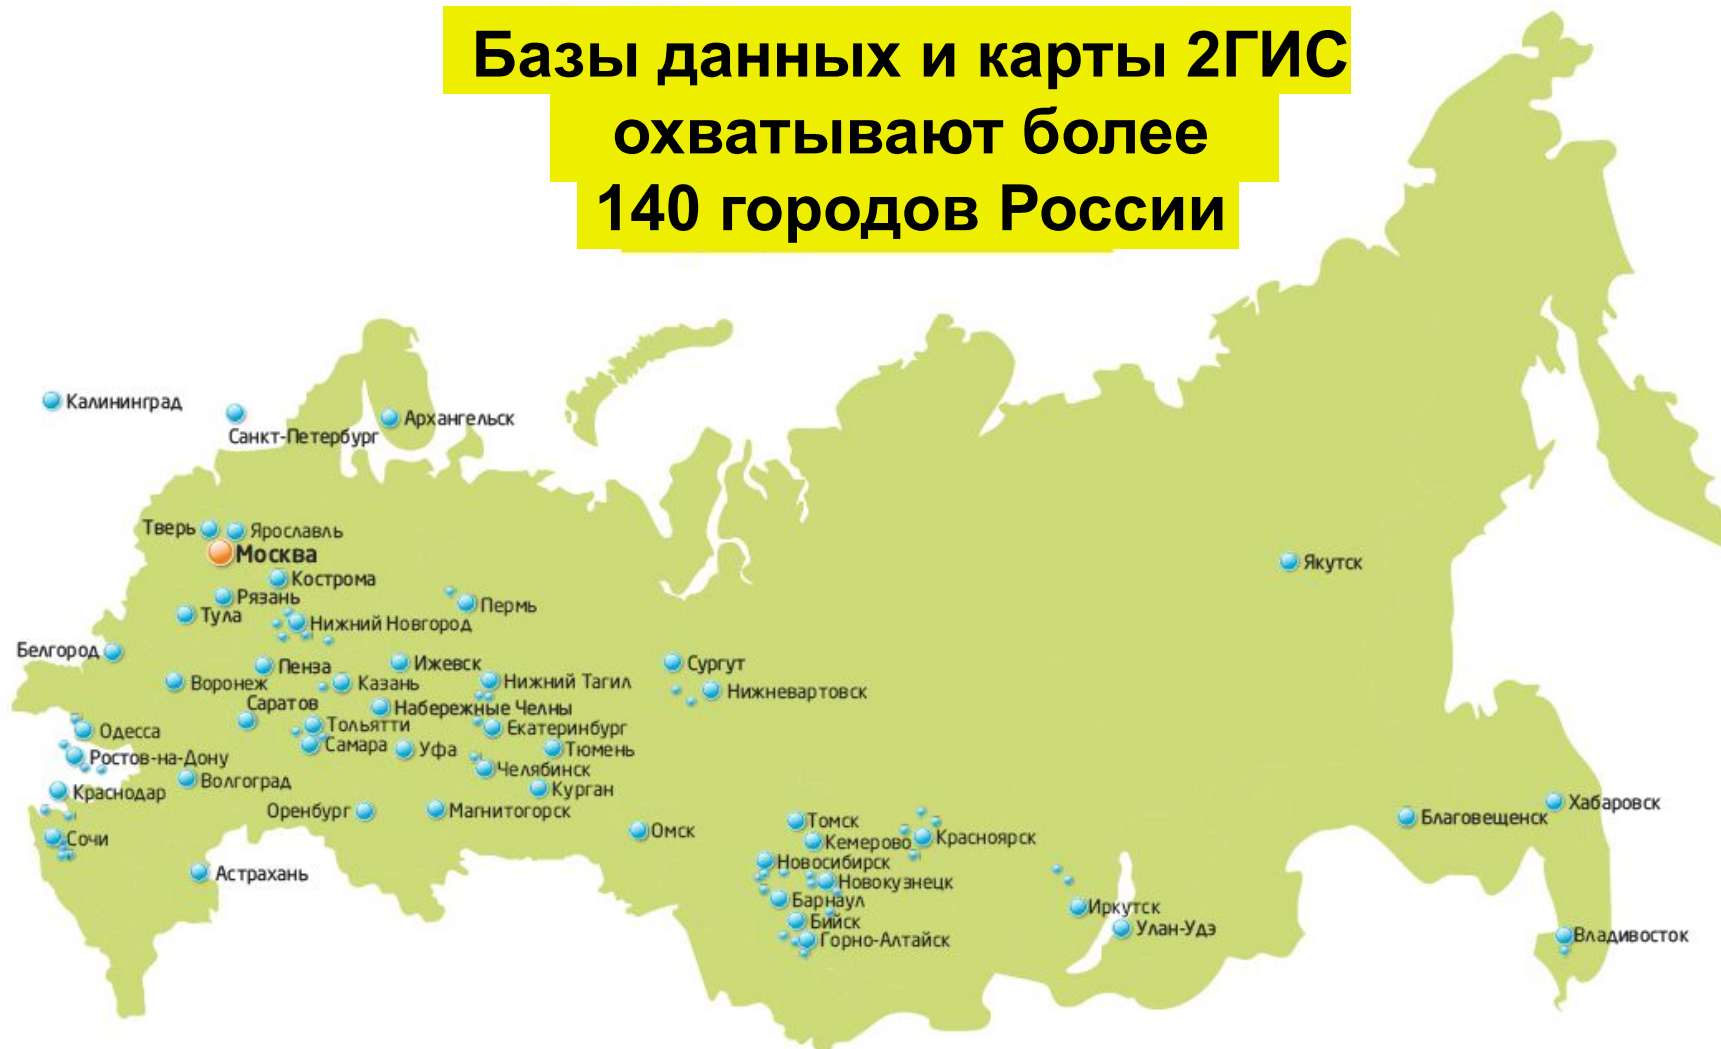 Базы данных и карты 2ГИС
охватывают более
140 городов России
Калининград
Санкт-Петербург
Архангельск
Тверь
Ярославль
Москва
Кострома
Рязань
Тула
Нижний Новгород
Пермь
Якутск
Белгород
Пенза
Ижевск
Сургут
Воронеж
Казань
Нижний Тагил
Нижневартовск
Саратов
Набережные Челны
Одесса
Тольятти
Екатеринбург
Самара
Уфа
Тюмень
Ростов-на-Дону
Челябинск
Волгоград
Краснодар
Курган
Оренбург
Магнитогорск
Хабаровск
Благовещенск
Омск
Томск
Красноярск
Сочи
Кемерово
Новосибирск
Астрахань
Новокузнецк
Барнаул
Иркутск
Бийск
Улан-Удэ
Горно-Алтайск
Владивосток